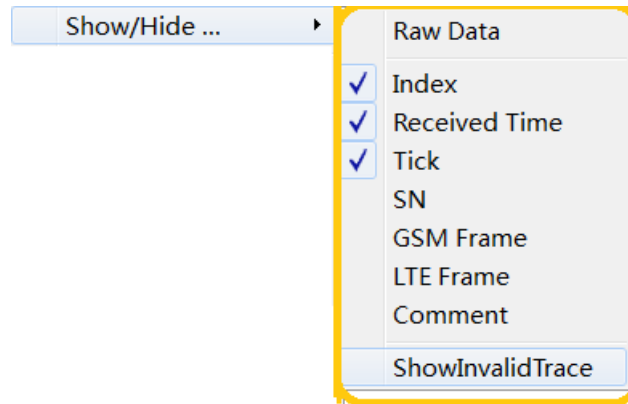 Show/Hide ...
Raw Data
Index
Received Time
Tick
SN
GSM Frame
LTE Frame
Comment
ShowInvalidTrace